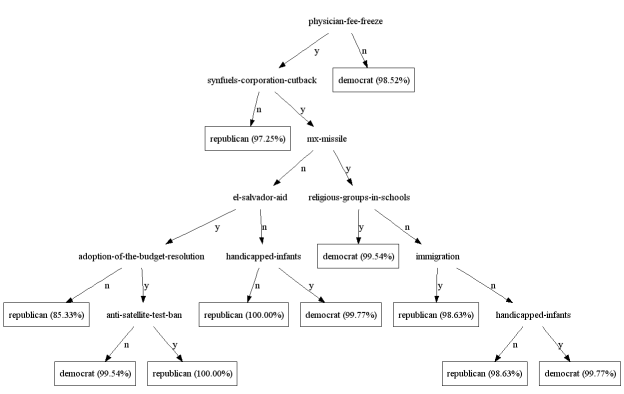 physician-fee-freeze
y
n
synfuels-corporation-cutback
democrat (98.52%)
n
y
republican (97.25%)
mx-missile
n
y
el-salvador-aid
religious-groups-in-schools
y
n
y
n
adoption-of-the-budget-resolution
handicapped-infants
democrat (99.54%)
immigration
n
y
n
y
y
n
republican (85.33%)
anti-satellite-test-ban
republican (100.00%)
democrat (99.77%)
republican (98.63%)
handicapped-infants
n
y
n
y
democrat (99.54%)
republican (100.00%)
republican (98.63%)
democrat (99.77%)